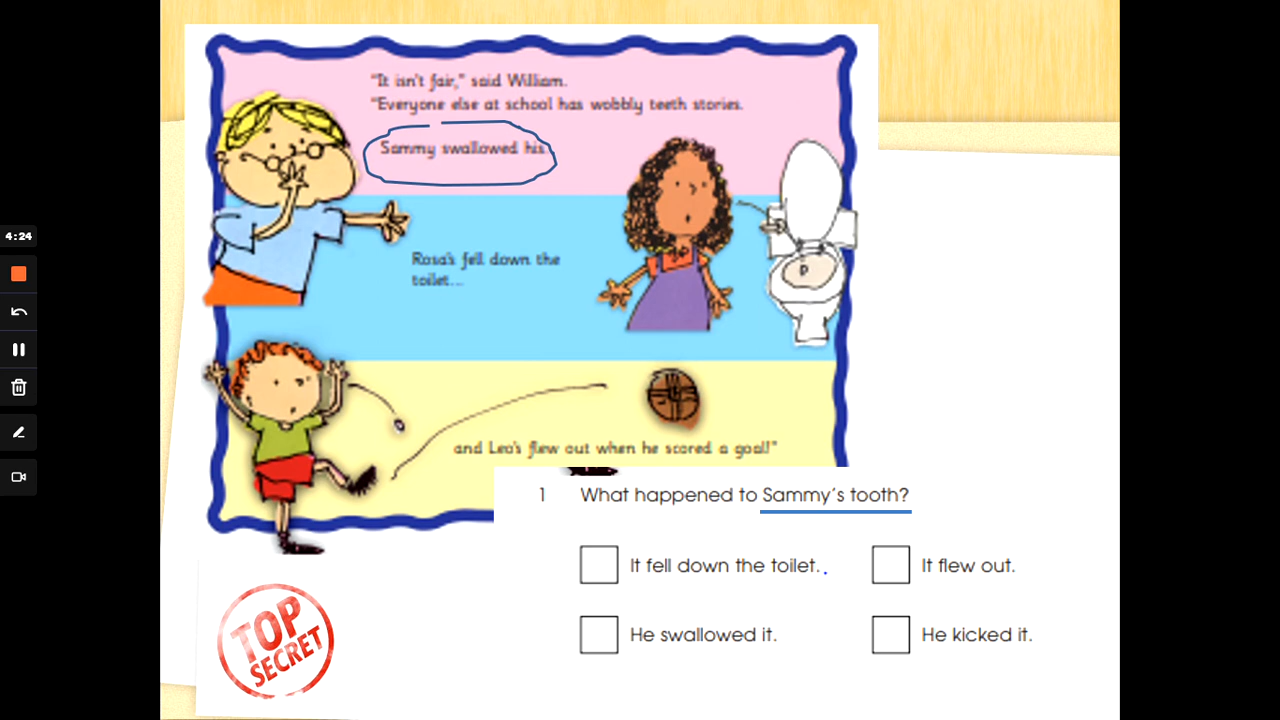 "It isn't fair," said William.
"Everyone else at school has wobbly teeth stories.
Sammy swallowed his.
Rosa's fell down the
toilet...
and Leo's flew out when he scored a goal!"
4:24
1 What happened to Sammy's tooth?
It fell down the toilet.
It flew out.
He swallowed it.
He kicked it.
TOP
SECRET